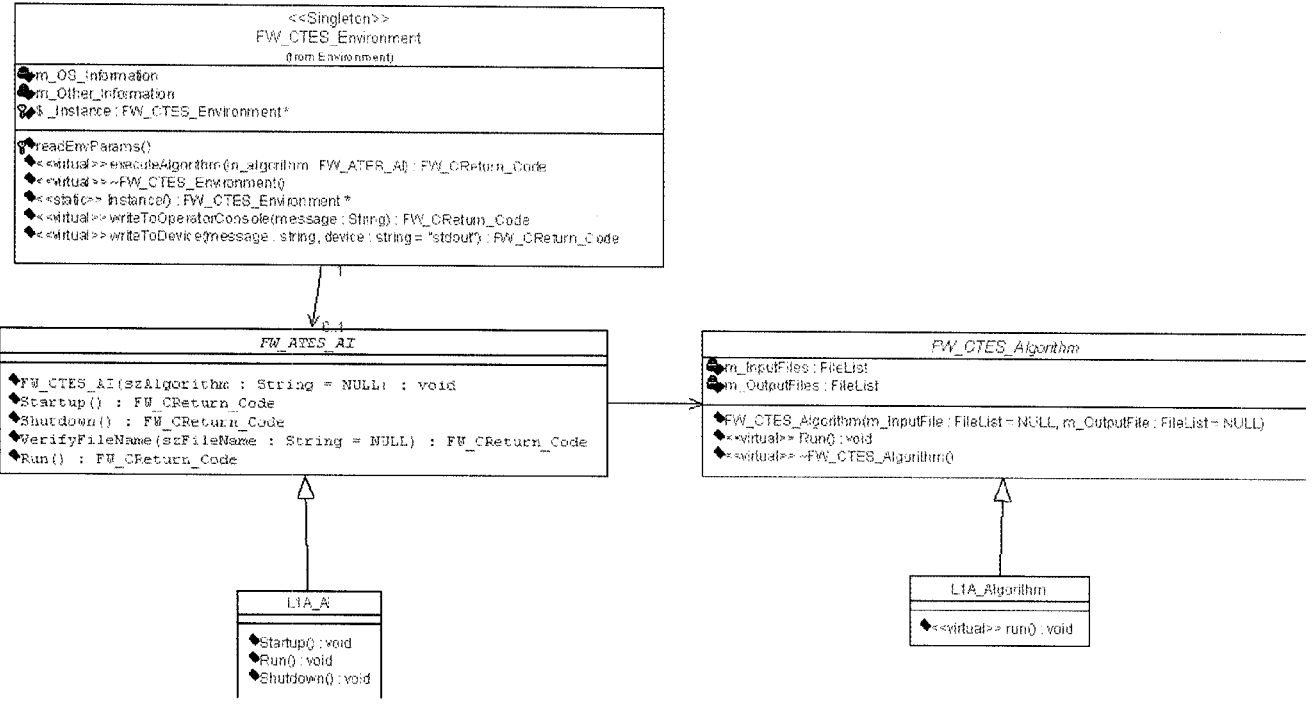 <<Singleton>>
FW_CTES_Environment
(from Environment)
m_OS_Information
m_Other_Information
$ _Instance : FW_CTES_Environment*
readEnvParams()
<<virtual>> executeAlgorithm(in_algorithm : FW_ATES_AI) : FW_CReturn_Code
<<virtual>> ~FW_CTES_Environment()
<<static>> Instance() : FW_CTES_Environment *
<<virtual>> writeToOperatorConsole(message : String) : FW_CReturn_Code
<<virtual>> writeToDevice(message : string, device : string = "stdout") : FW_CReturn_Code
1
0..1
FW_ATES_AI
FW_CTES_AI(szAlgorithm : String = NULL) : void
Startup() : FW_CReturn_Code
Shutdown() : FW_CReturn_Code
VerifyFileName(szFileName : String = NULL) : FW_CReturn_Code
Run() : FW_CReturn_Code
FW_CTES_Algorithm
m_InputFiles : FileList
m_OutputFiles : FileList
FW_CTES_Algorithm(m_InputFile : FileList = NULL, m_OutputFile : FileList = NULL)
<<virtual>> Run() : void
<<virtual>> ~FW_CTES_Algorithm()
L1A_AI
Startup() : void
Run() : void
Shutdown() : void
L1A_Algorithm
<<virtual>> run() : void